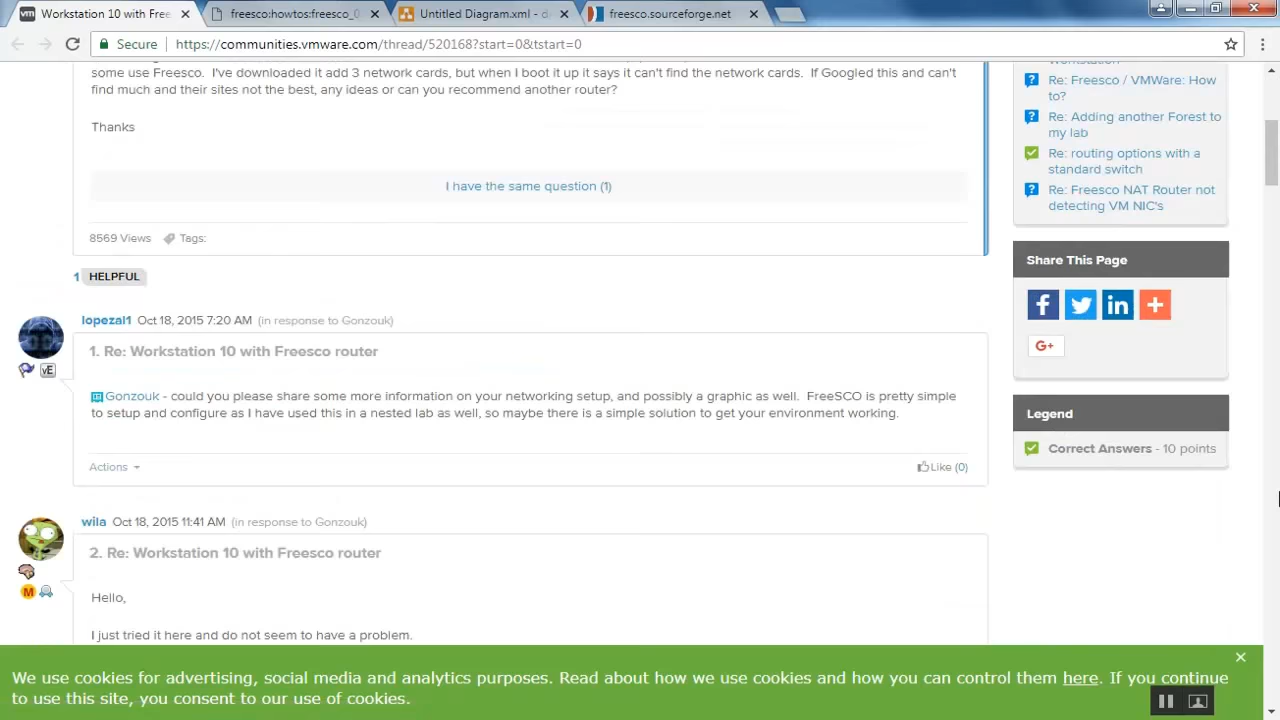 Workstation 10 with Free
freesco:howtos:freesco_0
Untitled Diagram.xml - d
freesco.sourceforge.net
Secure
https://communities.vmware.com/thread/520168?start=0&tstart=0
some use Freesco. I've downloaded it add 3 network cards, but when I boot it up it says it can't find the network cards. If Googled this and can't
find much and their sites not the best, any ideas or can you recommend another router?
Thanks
I have the same question (1)
8569 Views Tags:
1 HELPFUL
lopezal1 Oct 18, 2015 7:20 AM (in response to Gonzouk)
1. Re: Workstation 10 with Freesco router
Gonzouk - could you please share some more information on your networking setup, and possibly a graphic as well. FreeSCO is pretty simple
to setup and configure as I have used this in a nested lab as well, so maybe there is a simple solution to get your environment working.
Actions
Like (0)
wila Oct 18, 2015 11:41 AM (in response to Gonzouk)
2. Re: Workstation 10 with Freesco router
Hello,
I just tried it here and do not seem to have a problem.
Re: Freesco / VMWare: How
to?
Re: Adding another Forest to
my lab
Re: routing options with a
standard switch
Re: Freesco NAT Router not
detecting VM NIC's
Share This Page
G+
Legend
Correct Answers - 10 points
We use cookies for advertising, social media and analytics purposes. Read about how we use cookies and how you can control them here. If you continue
to use this site, you consent to our use of cookies.